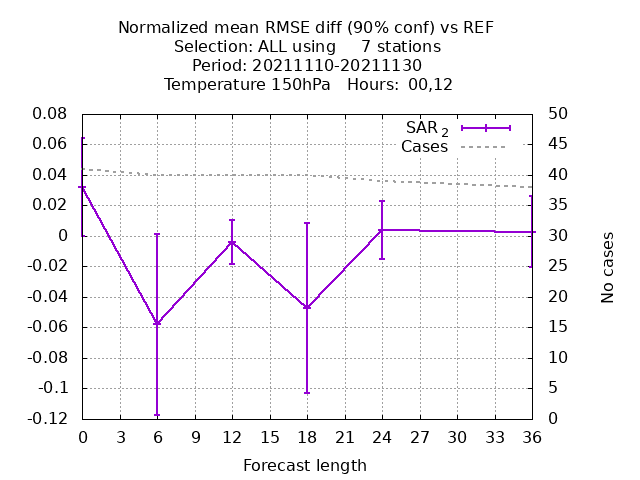 Normalized mean RMSE diff (90% conf) vs REF
Selection: ALL using 7 stations
Period: 20211110-20211130
Temperature 150hPa Hours: 00,12
SAR 2
Cases
0.08
0.06
0.04
0.02
0
-0.02
-0.04
-0.06
-0.08
-0.1
-0.12
50
45
40
35
30
25
20
15
10
5
0
No cases
0 3 6 9 12 15 18 21 24 27 30 33 36
Forecast length